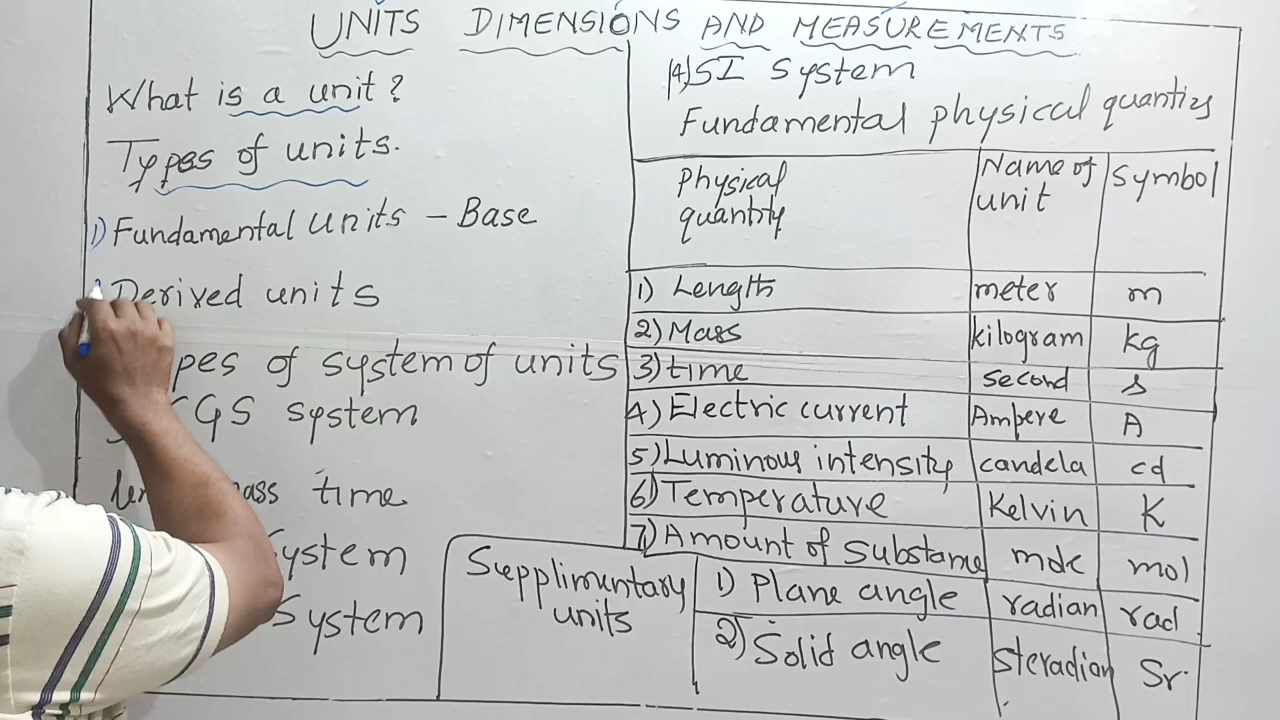 UNITS DIMENSIONS AND MEASUREMENTS
What is a unit?
Types of units.
1) Fundamental units - Base
Derived units
pes of system of units
GS system
ass time
System
System
(4) SI System
Fundamental physical quantizs
Physical quantity Name of unit Symbol
1) Length meter m
2) Mass kilogram kg
3) time second s
4) Electric current Ampere A
5) Luminous intensity candela cd
6) Temperature Kelvin K
7) Amount of Substame mole mol
Supplimentary units
1) Plane angle radian rad
2) Solid angle steradian Sr